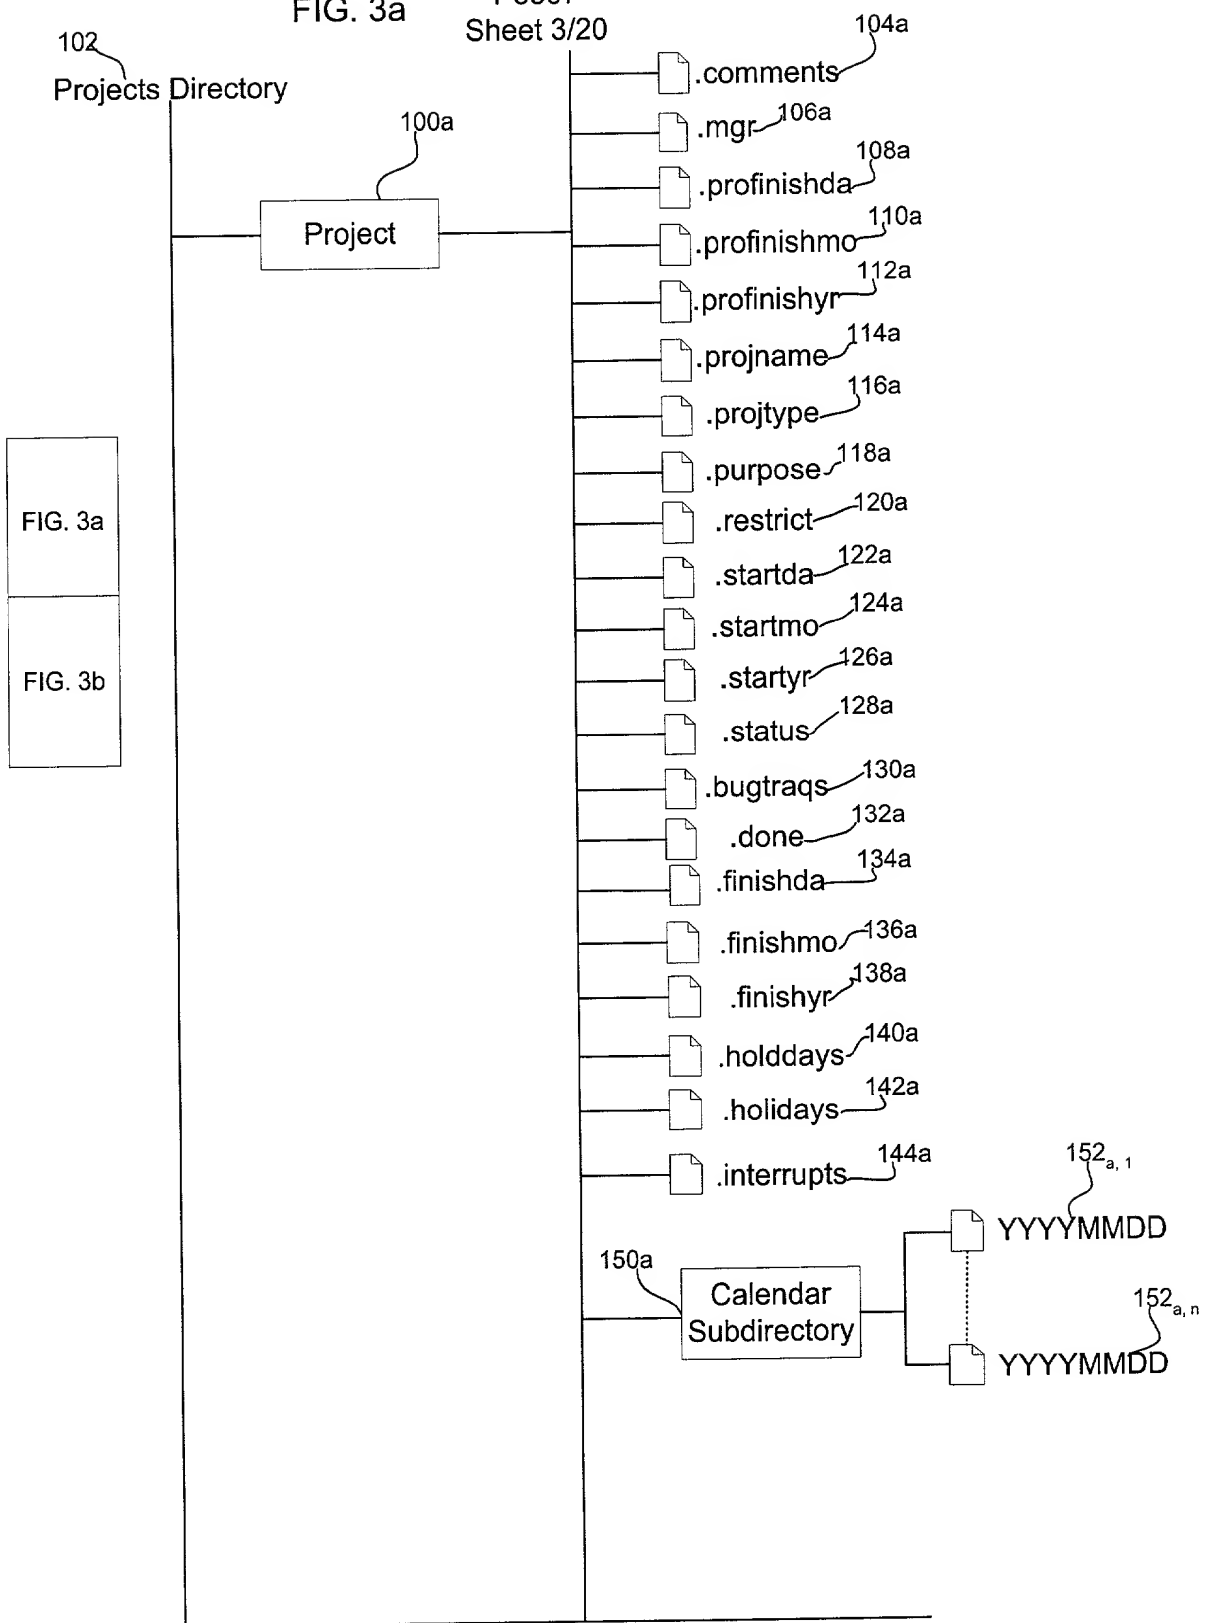 FIG. 3a
Sheet 3/20
102
Projects Directory
100a
Project
.comments 104a
.mgr 106a
.profinishda 108a
.profinishmo 110a
.profinishyr 112a
.projname 114a
.projtype 116a
.purpose 118a
.restrict 120a
.startda 122a
.startmo 124a
.startyr 126a
.status 128a
.bugtraqs 130a
.done 132a
.finishda 134a
.finishmo 136a
.finishyr 138a
.holddays 140a
.holidays 142a
.interrupts 144a
FIG. 3a
FIG. 3b
150a
Calendar
Subdirectory
152a, 1
YYYYMMDD
152a, n
YYYYMMDD